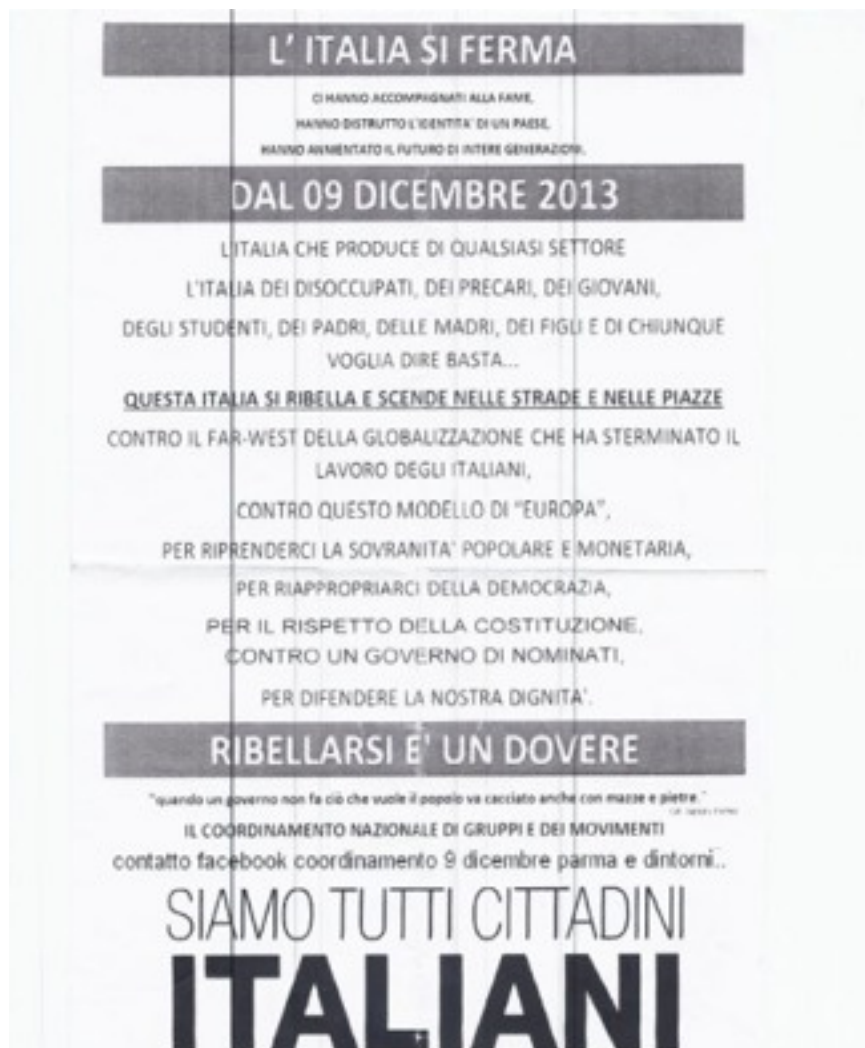 L' ITALIA SI FERMA
CI HANNO ACCOMPAGNATI ALLA FAME,
HANNO DISTRUTTO L'IDENTITA' DI UN PAESE,
HANNO ANNIENTATO IL FUTURO DI INTERE GENERAZIONI.
DAL 09 DICEMBRE 2013
L'ITALIA CHE PRODUCE DI QUALSIASI SETTORE
L'ITALIA DEI DISOCCUPATI, DEI PRECARI, DEI GIOVANI,
DEGLI STUDENTI, DEI PADRI, DELLE MADRI, DEI FIGLI E DI CHIUNQUE
VOGLIA DIRE BASTA...
QUESTA ITALIA SI RIBELLA E SCENDE NELLE STRADE E NELLE PIAZZE
CONTRO IL FAR-WEST DELLA GLOBALIZZAZIONE CHE HA STERMINATO IL
LAVORO DEGLI ITALIANI,
CONTRO QUESTO MODELLO DI "EUROPA",
PER RIPRENDERCI LA SOVRANITA' POPOLARE E MONETARIA,
PER RIAPPROPRIARCI DELLA DEMOCRAZIA,
PER IL RISPETTO DELLA COSTITUZIONE,
CONTRO UN GOVERNO DI NOMINATI,
PER DIFENDERE LA NOSTRA DIGNITA'.
RIBELLARSI E' UN DOVERE
"quando un governo non fa ciò che vuole il popolo va cacciato anche con mazze e pietre."
IL COORDINAMENTO NAZIONALE DI GRUPPI E DEI MOVIMENTI
contatto facebook coordinamento 9 dicembre parma e dintorni..
SIAMO TUTTI CITTADINI
ITALIANI